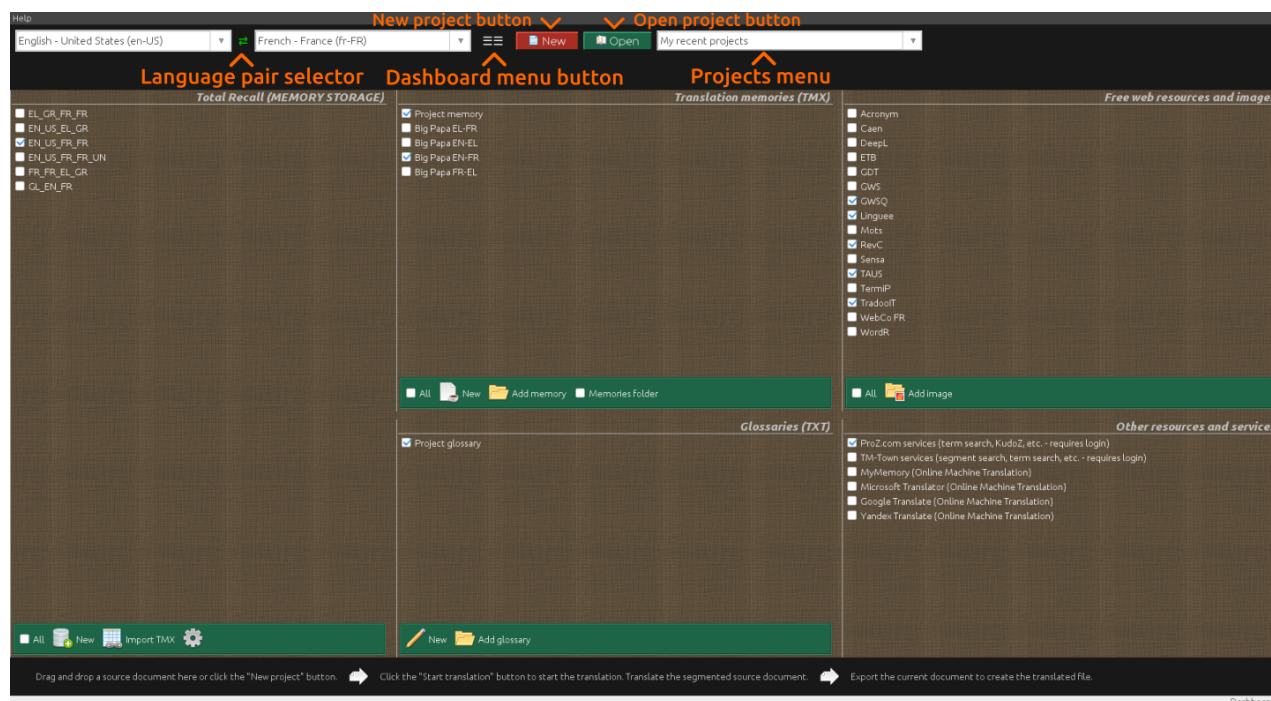 Help
New project button
Open project button
English - United States (en-US)
French - France (fr-FR)
New
Open
My recent projects
Language pair selector
Dashboard menu button
Projects menu
Total Recall (MEMORY STORAGE)
EL_GR_FR_FR
EN_US_EL_GR
EN_US_FR_FR
EN_US_FR_FR_UN
FR_FR_EL_GR
GL_EN_FR
All
New
Import TMX
Translation memories (TMX)
Project memory
Big Papa EL-FR
Big Papa EN-EL
Big Papa EN-FR
Big Papa FR-EL
All
New
Add memory
Memories folder
Glossaries (TXT)
Project glossary
New
Add glossary
Free web resources and image
Acronym
Caen
DeepL
ETB
GDT
GWS
GWSQ
Linguee
Mots
RevC
Sensa
TAUS
TermiP
TradooIT
WebCo FR
WordR
All
Add image
Other resources and service
ProZ.com services (term search, KudoZ, etc. - requires login)
TM-Town services (segment search, term search, etc. - requires login)
MyMemory (Online Machine Translation)
Microsoft Translator (Online Machine Translation)
Google Translate (Online Machine Translation)
Yandex Translate (Online Machine Translation)
Drag and drop a source document here or click the "New project" button.
Click the "Start translation" button to start the translation. Translate the segmented source document.
Export the current document to create the translated file.